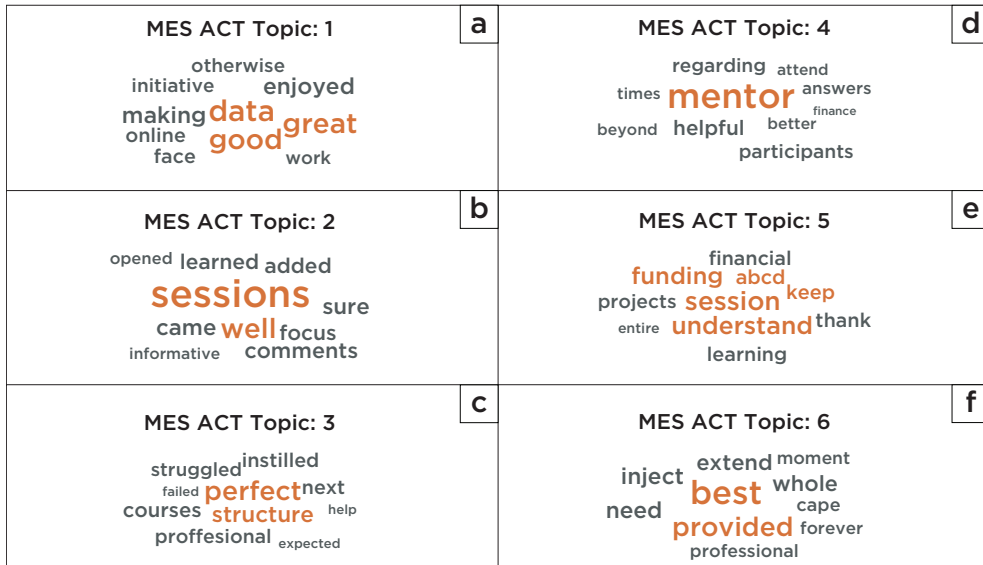 a
MES ACT Topic: 1
otherwise
initiative enjoyed
making data great
online good
face work
d
MES ACT Topic: 4
regarding attend
times mentor answers
finance
beyond helpful better
participants
b
MES ACT Topic: 2
opened learned added
sessions sure
came well focus
informative comments
e
MES ACT Topic: 5
financial
funding abcd
projects session keep
entire understand thank
learning
c
MES ACT Topic: 3
struggled instilled
failed perfect next
courses structure help
proffesional expected
f
MES ACT Topic: 6
inject extend moment
best whole
need cape
provided forever
professional